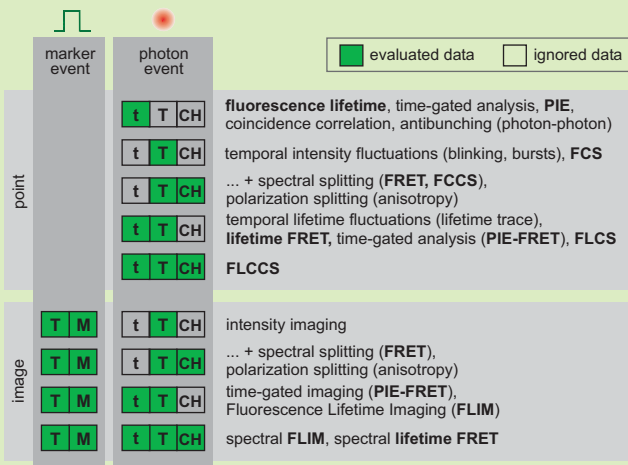 marker event
photon event
evaluated data
ignored data
point
t T CH
fluorescence lifetime, time-gated analysis, PIE,
coincidence correlation, antibunching (photon-photon)
t T CH
temporal intensity fluctuations (blinking, bursts), FCS
t T CH
... + spectral splitting (FRET, FCCS),
polarization splitting (anisotropy)
t T CH
temporal lifetime fluctuations (lifetime trace),
lifetime FRET, time-gated analysis (PIE-FRET), FLCS
t T CH
FLCCS
image
T M t T CH
intensity imaging
T M t T CH
... + spectral splitting (FRET),
polarization splitting (anisotropy)
T M t T CH
time-gated imaging (PIE-FRET),
Fluorescence Lifetime Imaging (FLIM)
T M t T CH
spectral FLIM, spectral lifetime FRET